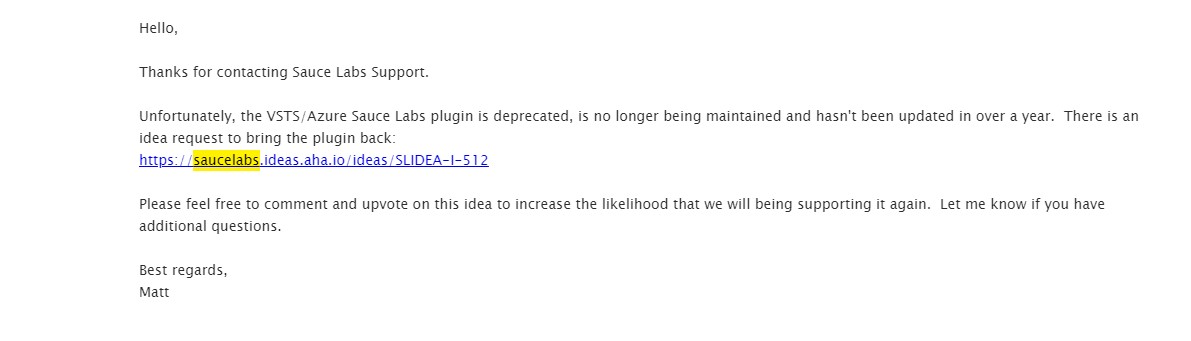 Hello,
Thanks for contacting Sauce Labs Support.
Unfortunately, the VSTS/Azure Sauce Labs plugin is deprecated, is no longer being maintained and hasn't been updated in over a year.  There is an
idea request to bring the plugin back:
https://saucelabs.ideas.aha.io/ideas/SLIDEA-I-512
Please feel free to comment and upvote on this idea to increase the likelihood that we will being supporting it again.  Let me know if you have
additional questions.
Best regards,
Matt